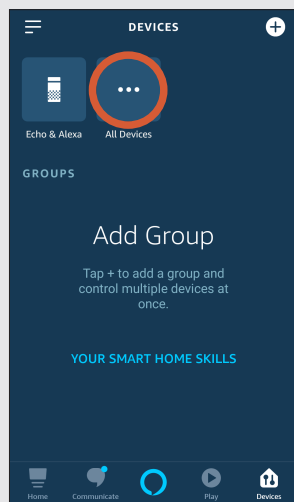 DEVICES
Echo & Alexa
All Devices
GROUPS
Add Group
Tap + to add a group and
control multiple devices at
once.
YOUR SMART HOME SKILLS
Home
Communicate
Play
Devices